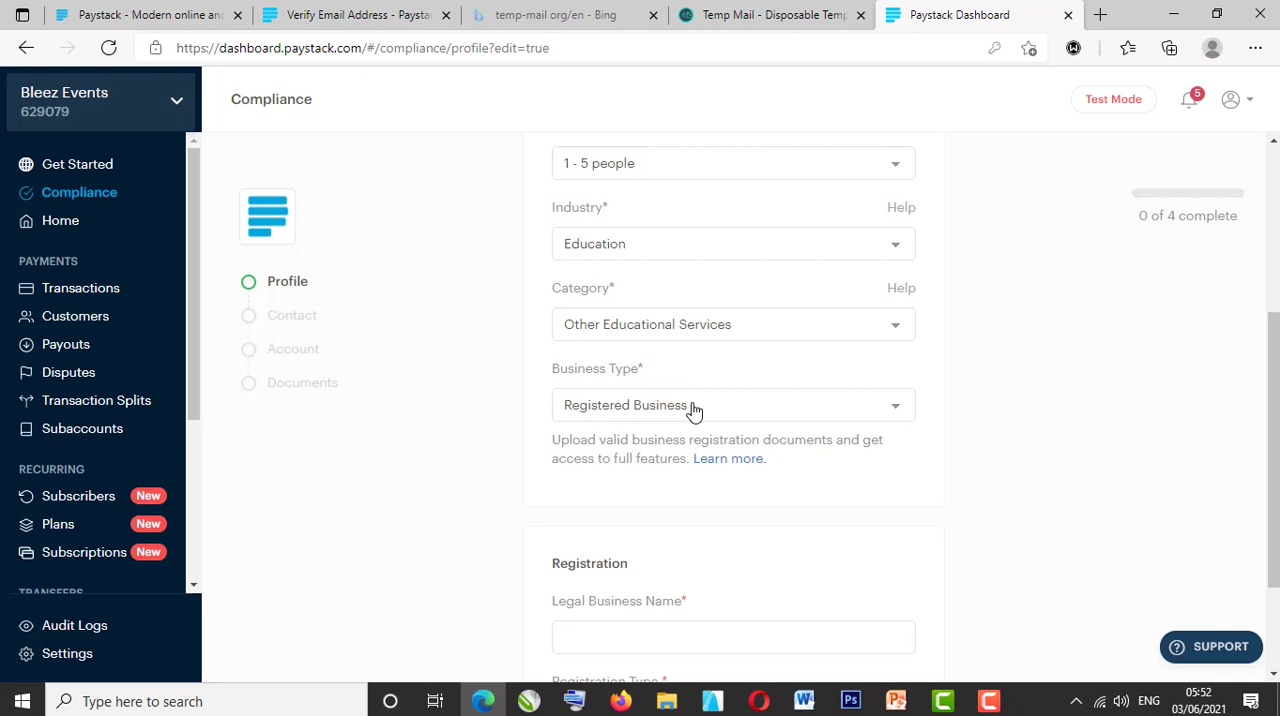 Paystack - Modern online and
Verify Email Address - Paystac
temp-mail org/en - Bing
Temp Mail - Disposable Temp
Paystack Dashboard
https://dashboard.paystack.com/#/compliance/profile?edit=true
Bleez Events
629079
Compliance
Test Mode
5
Get Started
Compliance
Home
PAYMENTS
Transactions
Customers
Payouts
Disputes
Transaction Splits
Subaccounts
RECURRING
Subscribers New
Plans New
Subscriptions New
TRANSFERS
Audit Logs
Settings
Profile
Contact
Account
Documents
1 - 5 people
Industry* Help
Education
Category* Help
Other Educational Services
Business Type*
Registered Business
Upload valid business registration documents and get
access to full features. Learn more.
Registration
Legal Business Name*
Registration Type *
0 of 4 complete
SUPPORT
Type here to search
ENG
05:52
03/06/2021